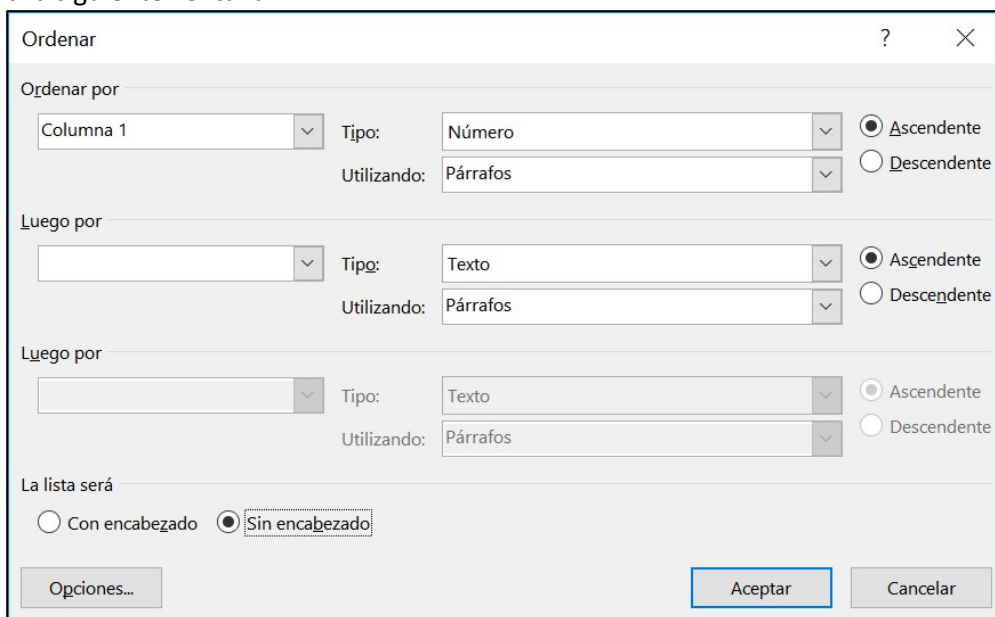 Ordenar ?
Ordenar por
Columna 1 Tipo: Número Ascendente
Utilizando: Párrafos Descendente
Luego por
Tipo: Texto Ascendente
Utilizando: Párrafos Descendente
Luego por
Tipo: Texto Ascendente
Utilizando: Párrafos Descendente
La lista será
Con encabezado Sin encabezado
Opciones... Aceptar Cancelar